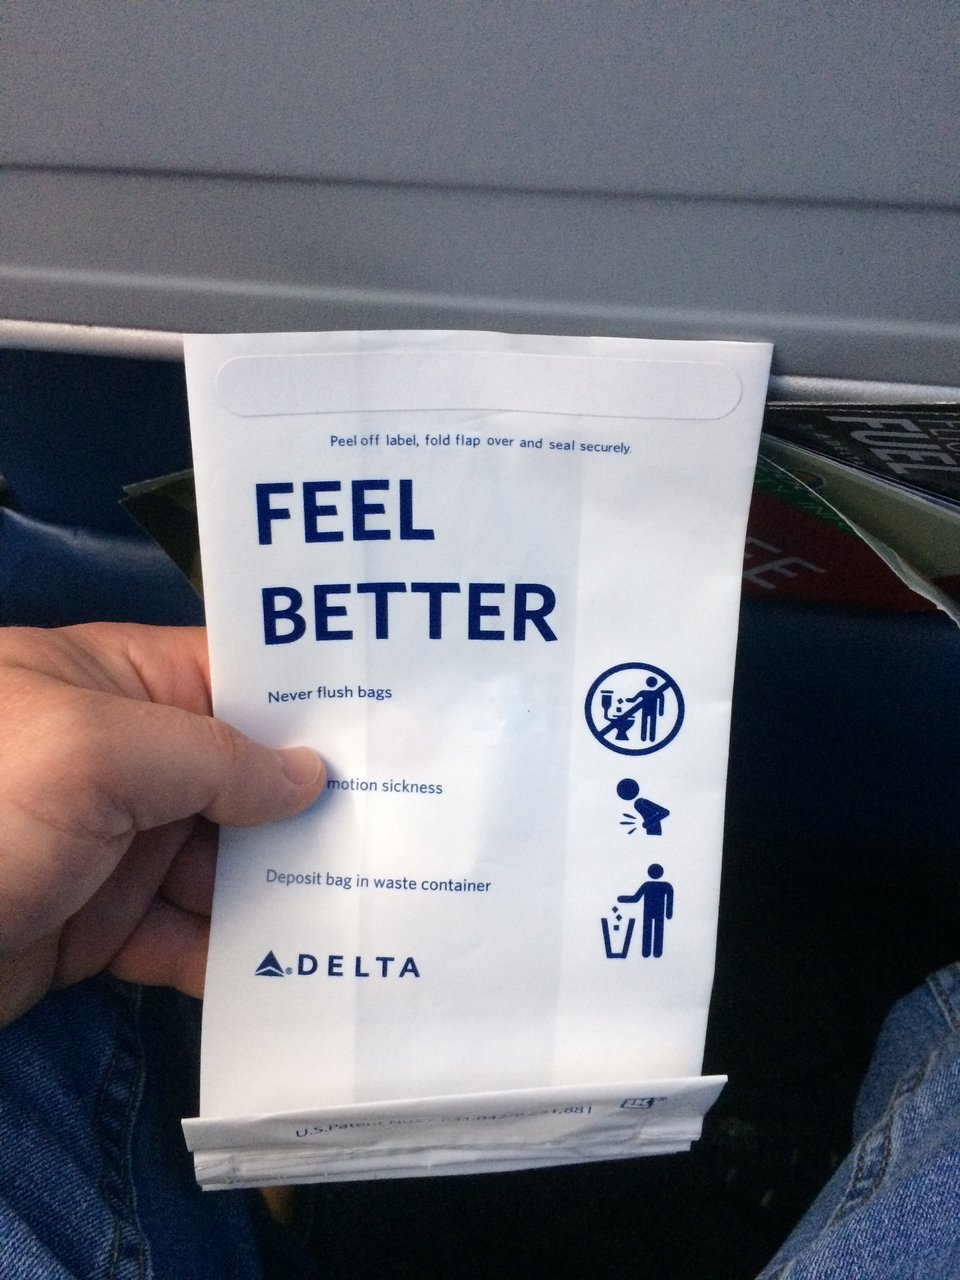 Peel off label, fold flap over and seal securely.
FEEL
BETTER
Never flush bags
motion sickness
Deposit bag in waste container
DELTA
U.S.
FUEL